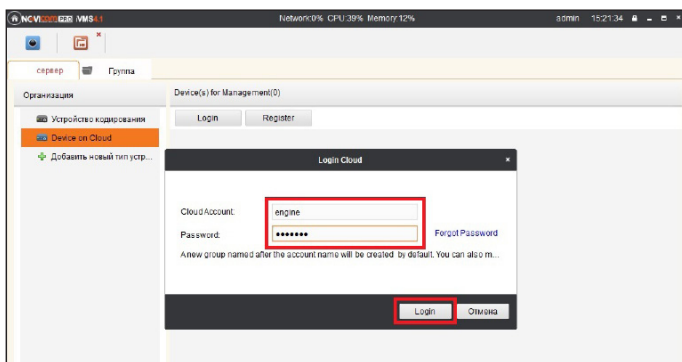 NOVIcam PRO iVMS4.1 Network:0% CPU:39% Memory:12% admin 15:21:34
сервер Группа
Организация Device(s) for Management(0)
Устройство кодирования Login Register
Device on Cloud
Добавить новый тип устр...
Login Cloud
Cloud Account: engine
Password: ••••••• Forgot Password
A new group named after the account name will be created by default. You can also m...
Login Отмена